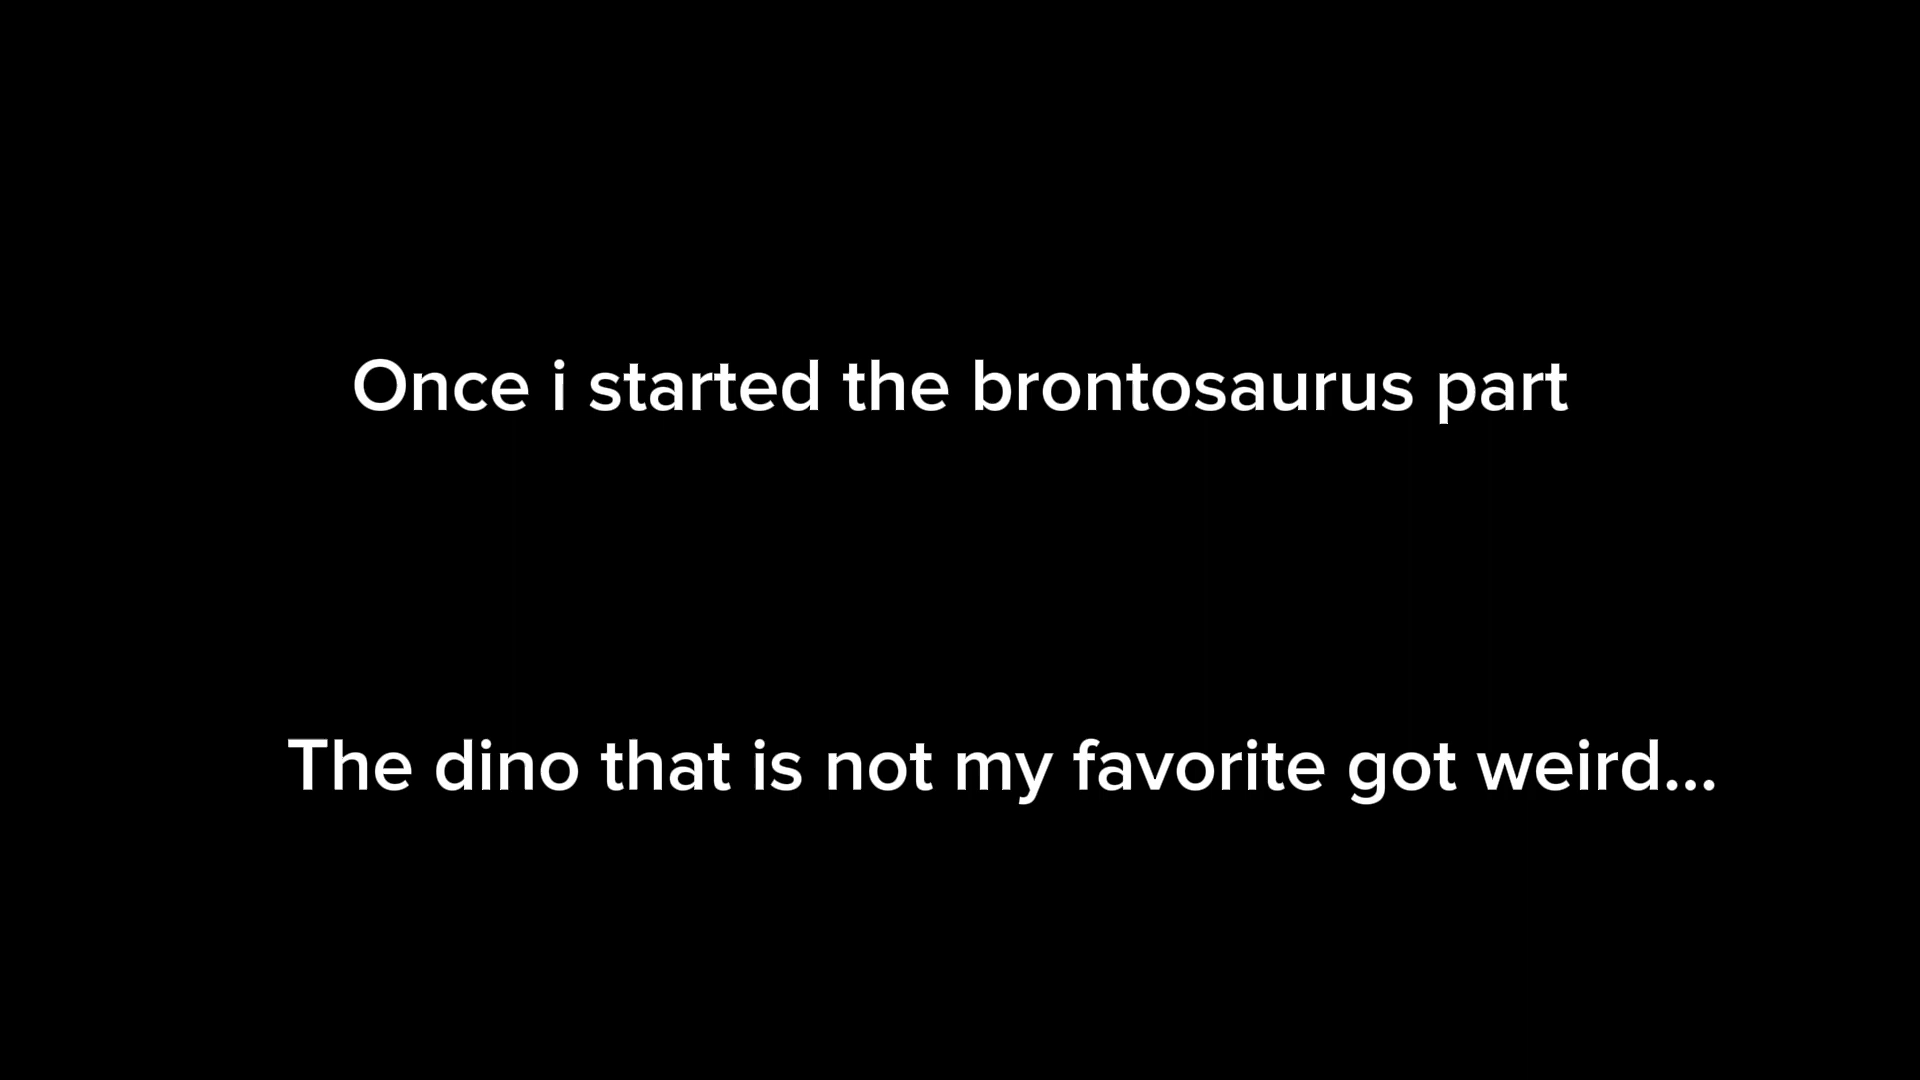 Once i started the brontosaurus part
The dino that is not my favorite got weird...